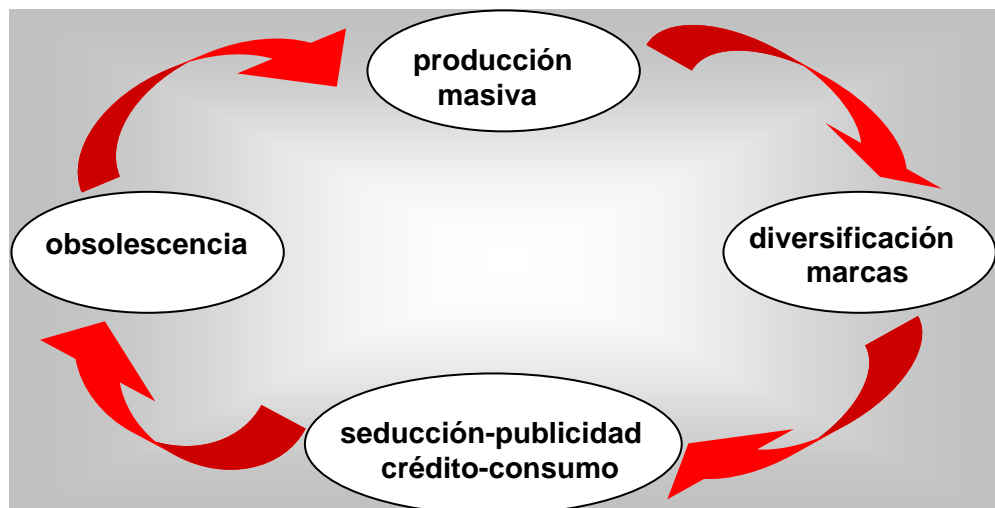 producción
masiva
diversificación
marcas
seducción-publicidad
crédito-consumo
obsolescencia